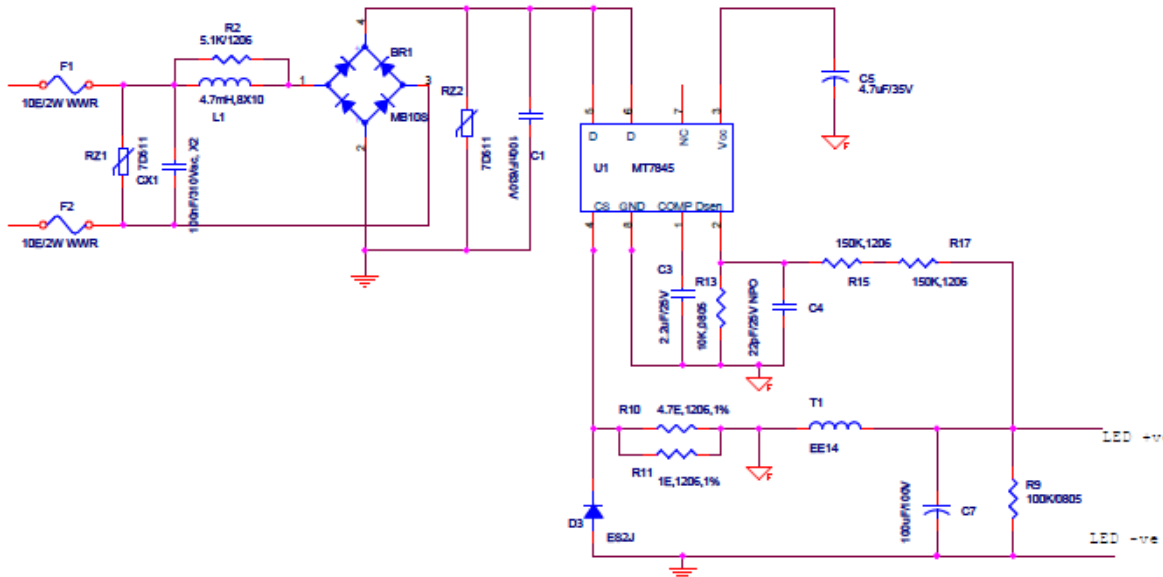 R2
5.1K/1206
F1
10E/2W WWR
4.7mH,8X10
L1
RZ1
7D511
CX1
100nF/310Vac, X2
F2
10E/2W WWR
4
BR1
1
3
MB10S
2
RZ2
7D511
100nF/630V
C1
5
6
7
3
D
D
NC
Vcc
U1
MT7845
CS
GND
COMP
Dsen
4
8
1
2
C5
4.7uF/35V
F
C3
2.2uF/25V
R13
10K,0805
22pF/25V NPO
C4
150K,1206
R15
R17
150K,1206
F
R10
4.7E,1206,1%
R11
1E,1206,1%
F
T1
EE14
LED +v
D3
ES2J
100uF/100V
C7
R9
100K/0805
LED -ve